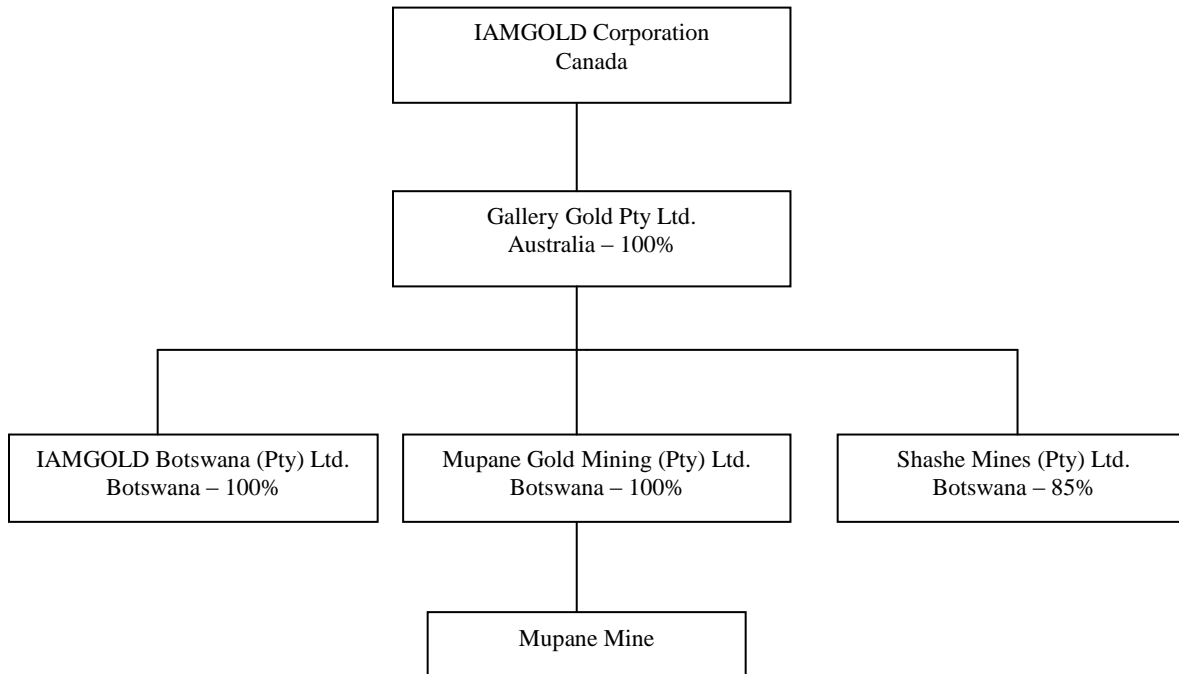 IAMGOLD Corporation
Canada
Gallery Gold Pty Ltd.
Australia – 100%
IAMGOLD Botswana (Pty) Ltd.
Botswana – 100%
Mupane Gold Mining (Pty) Ltd.
Botswana – 100%
Shashe Mines (Pty) Ltd.
Botswana – 85%
Mupane Mine